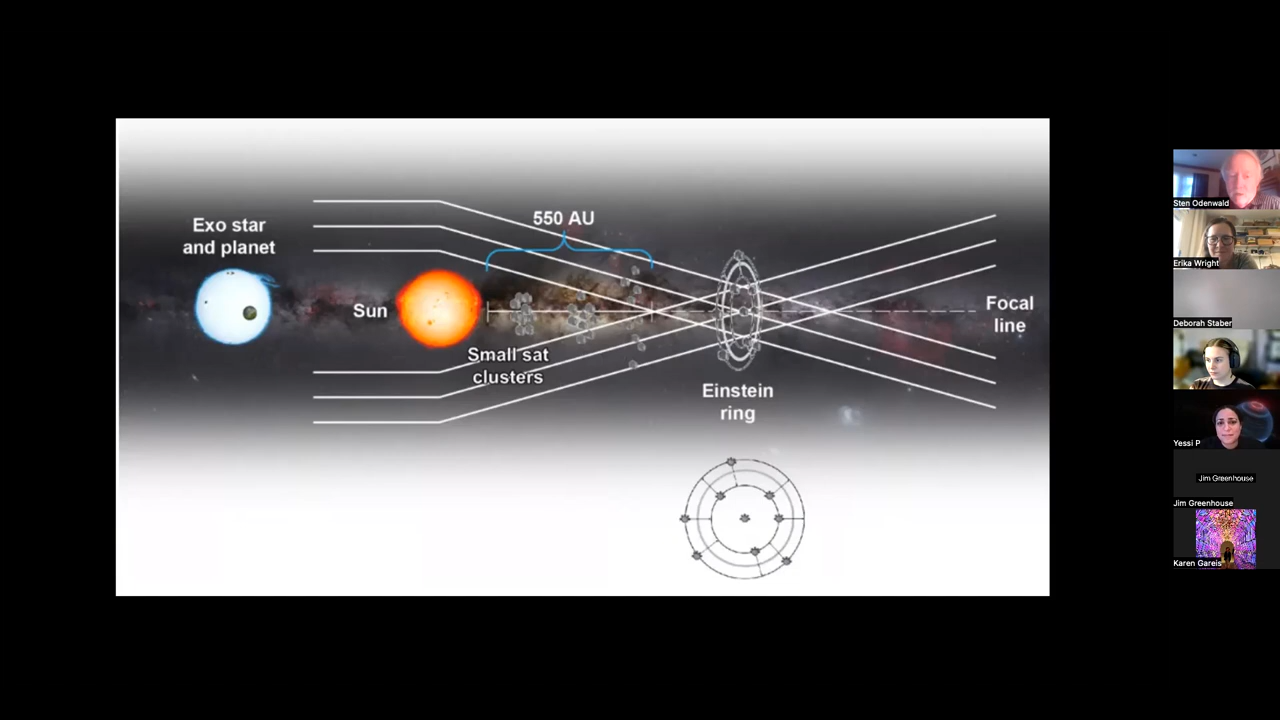 Exo star
and planet
Sun
550 AU
Small sat
clusters
Einstein
ring
Focal
line
Sten Odenwald
Erika Wright
Deborah Staber
Yessi P
Jim Greenhouse
Jim Greenhouse
Karen Gareis